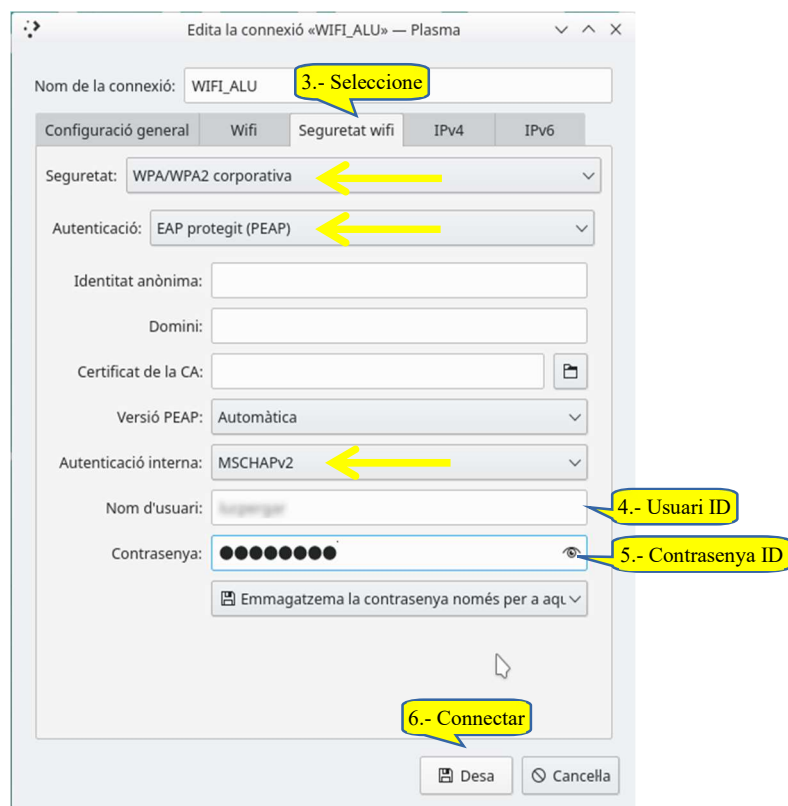 Edita la connexió «WIFI_ALU» — Plasma
Nom de la connexió: WIFI_ALU
3.- Seleccione
Configuració general Wifi Seguretat wifi IPv4 IPv6
Seguretat: WPA/WPA2 corporativa
Autenticació: EAP protegit (PEAP)
Identitat anònima:
Domini:
Certificat de la CA:
Versió PEAP: Automàtica
Autenticació interna: MSCHAPv2
Nom d'usuari:
4.- Usuari ID
Contrasenya: ●●●●●●●●
5.- Contrasenya ID
Emmagatzema la contrasenya només per a aqu
6.- Connectar
Desa Cancel·la